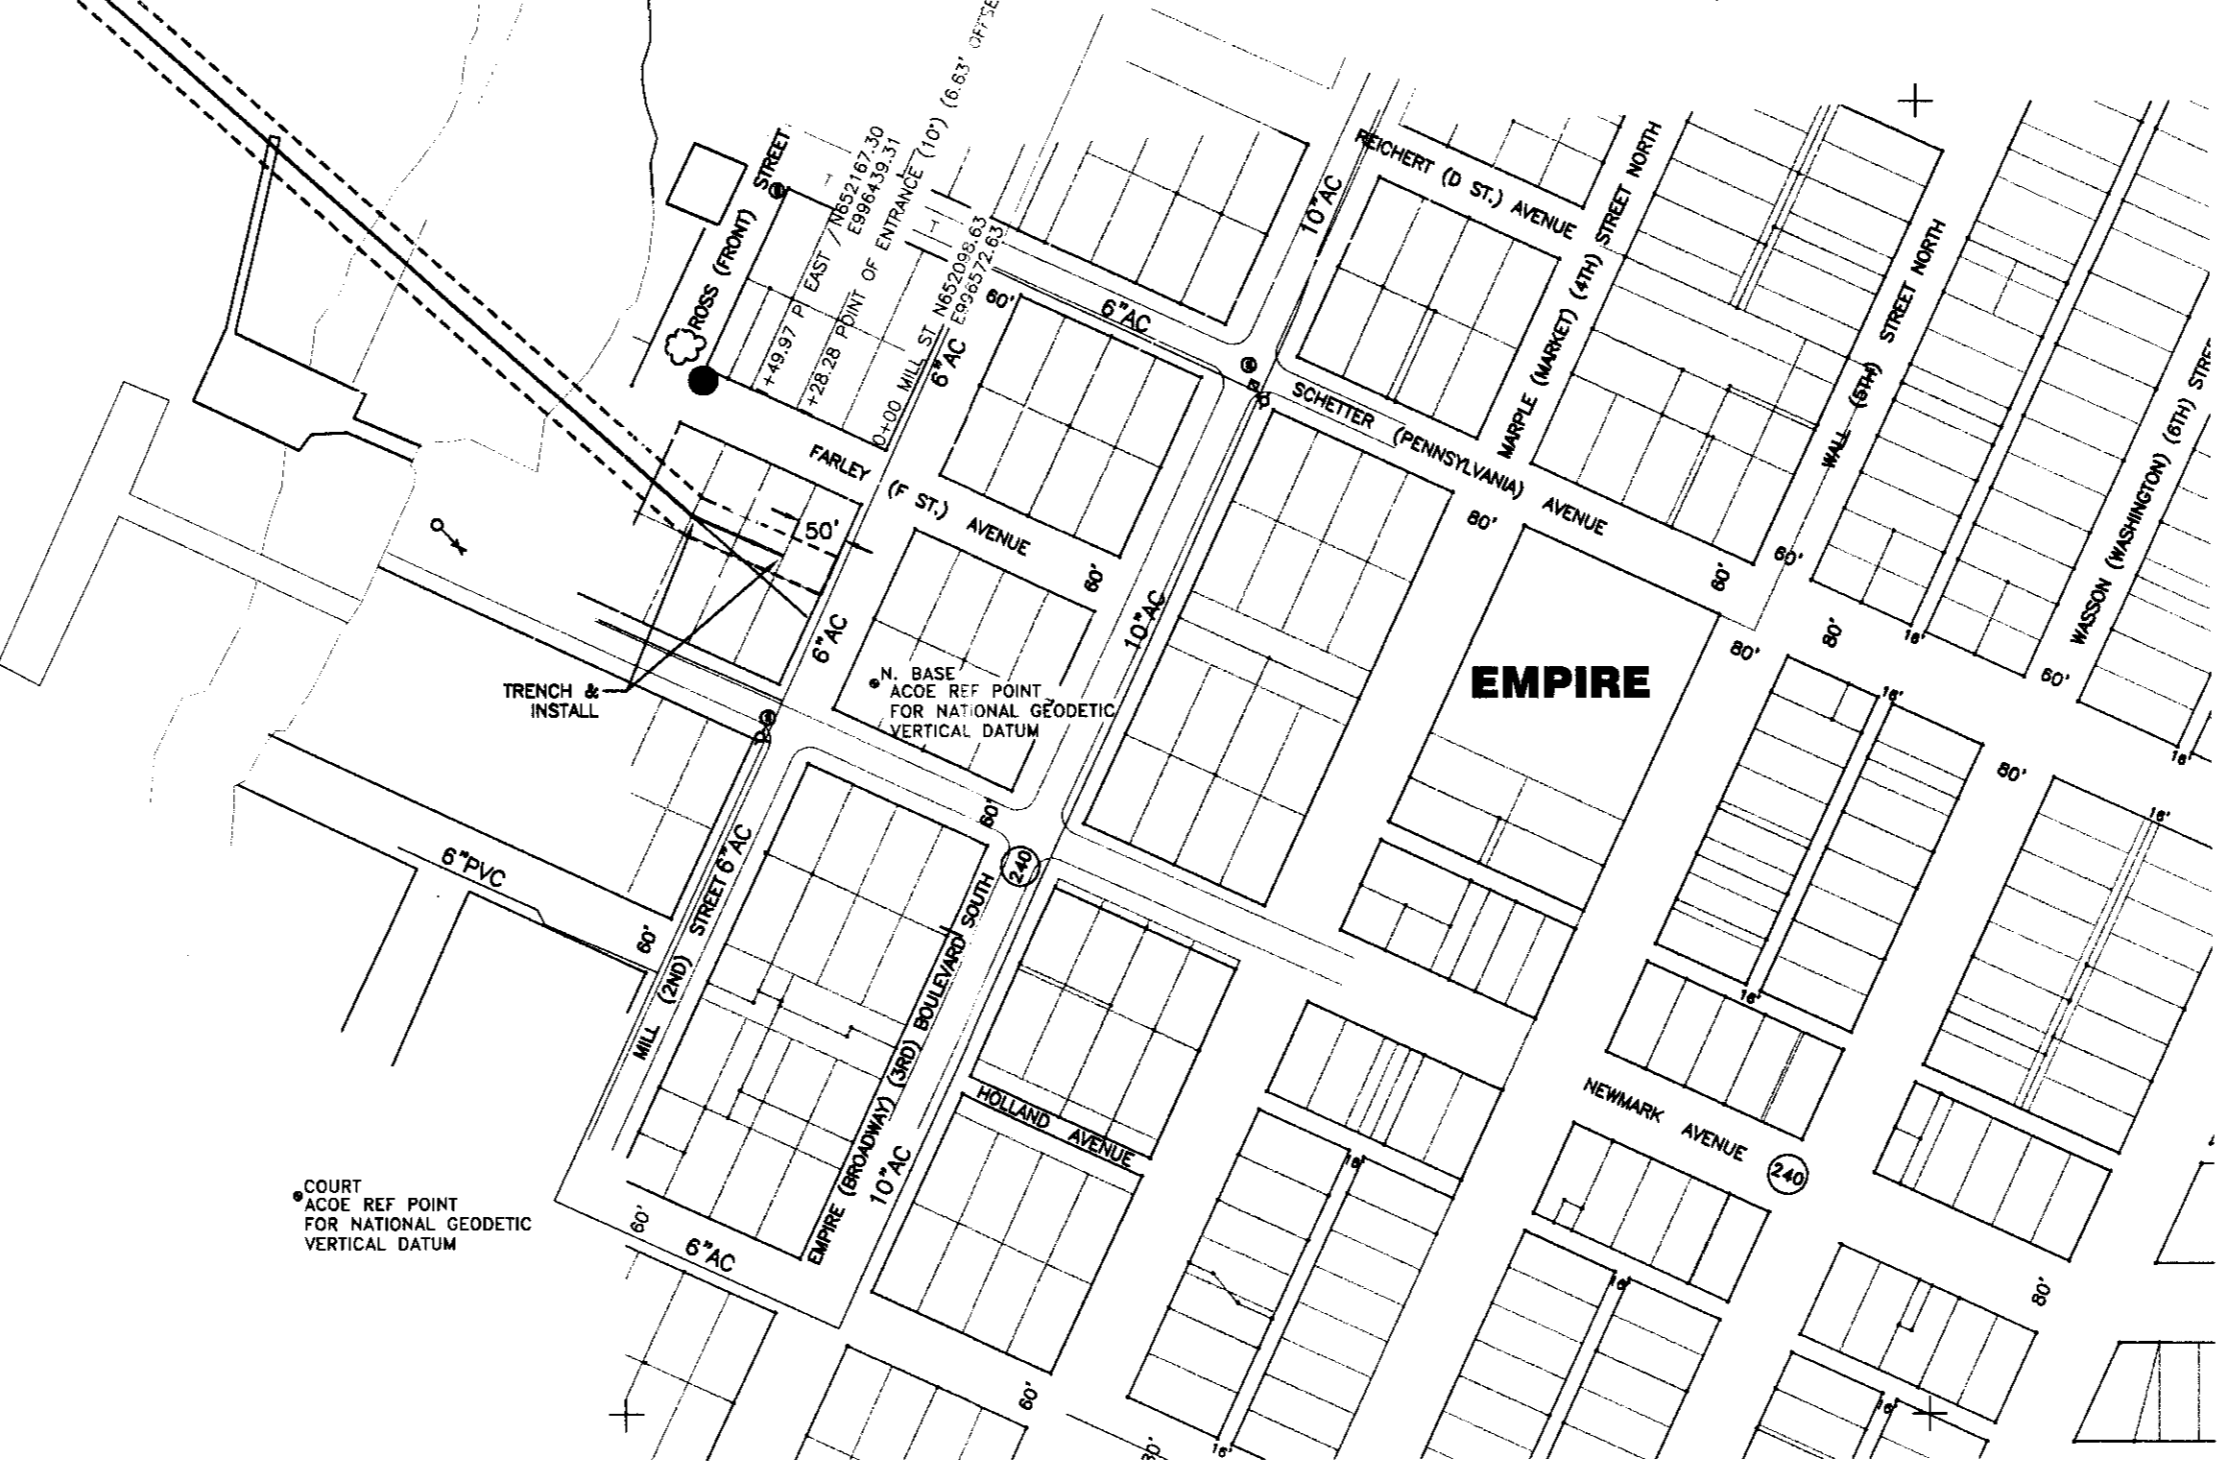 STREET
ROSS (FRONT)
+49.97 PI EAST / N652167.30
E996439.31
+28.28 POINT OF ENTRANCE (10") (6.63' OFFSE
0+00 MILL ST N652098.63
E996572.63
REICHERT (D ST.) AVENUE
10"AC
MARPLE (MARKET) (4TH) STREET NORTH
WALL (5TH) STREET NORTH
WASSON (WASHINGTON) (6TH) STREE
60'
6"AC
6"AC
SCHETTER (PENNSYLVANIA) AVENUE
FARLEY (F ST.) AVENUE
80'
60'
60'
50'
60'
10"AC
6"AC
80'
80'
16'
60'
16'
N. BASE
ACOE REF POINT
FOR NATIONAL GEODETIC
VERTICAL DATUM
EMPIRE
TRENCH &
INSTALL
16'
80'
16'
60'
240
6"PVC
6"AC
MILL (2ND) STREET
60'
EMPIRE (BROADWAY) (3RD) BOULEVARD SOUTH
16'
HOLLAND AVENUE
NEWMARK AVENUE
240
10"AC
16'
COURT
ACOE REF POINT
FOR NATIONAL GEODETIC
VERTICAL DATUM
60'
6"AC
16'
80'
60'
16'
16'
80'